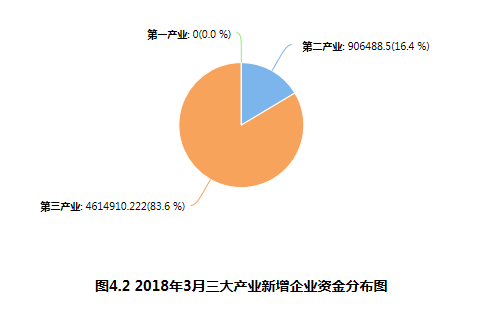 第一产业: 0(0.0 %)
第二产业: 906488.5(16.4 %)
第三产业: 4614910.222(83.6 %)
图4.2 2018年3月三大产业新增企业资金分布图